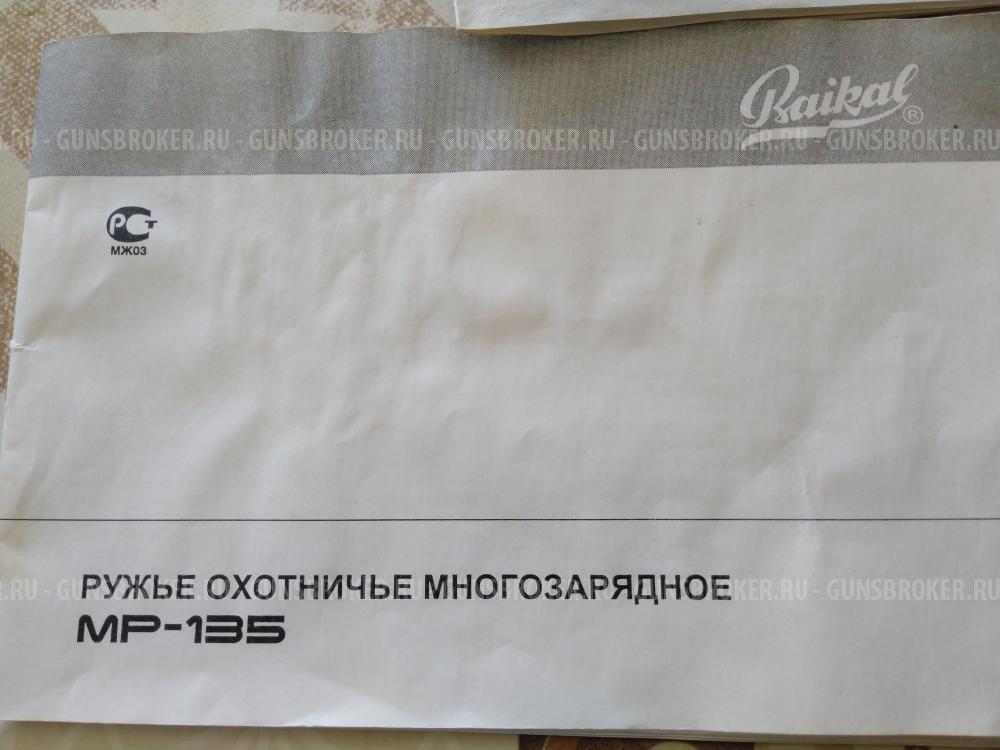 Baikal®
.RU - GUNSBROKER.RU - GUNSBROKER.RU - GUNSBROKER.RU - GUNSBROKER.RU - GUNSBROKER.RU
РСТ
МЖ03
РУЖЬЕ ОХОТНИЧЬЕ МНОГОЗАРЯДНОЕ
.RU - GUNSBROKER.RU - GUNSBROKER.RU - GUNSBROKER.RU - GUNSBROKER.RU - GUNSBROKER.RU
МР-135